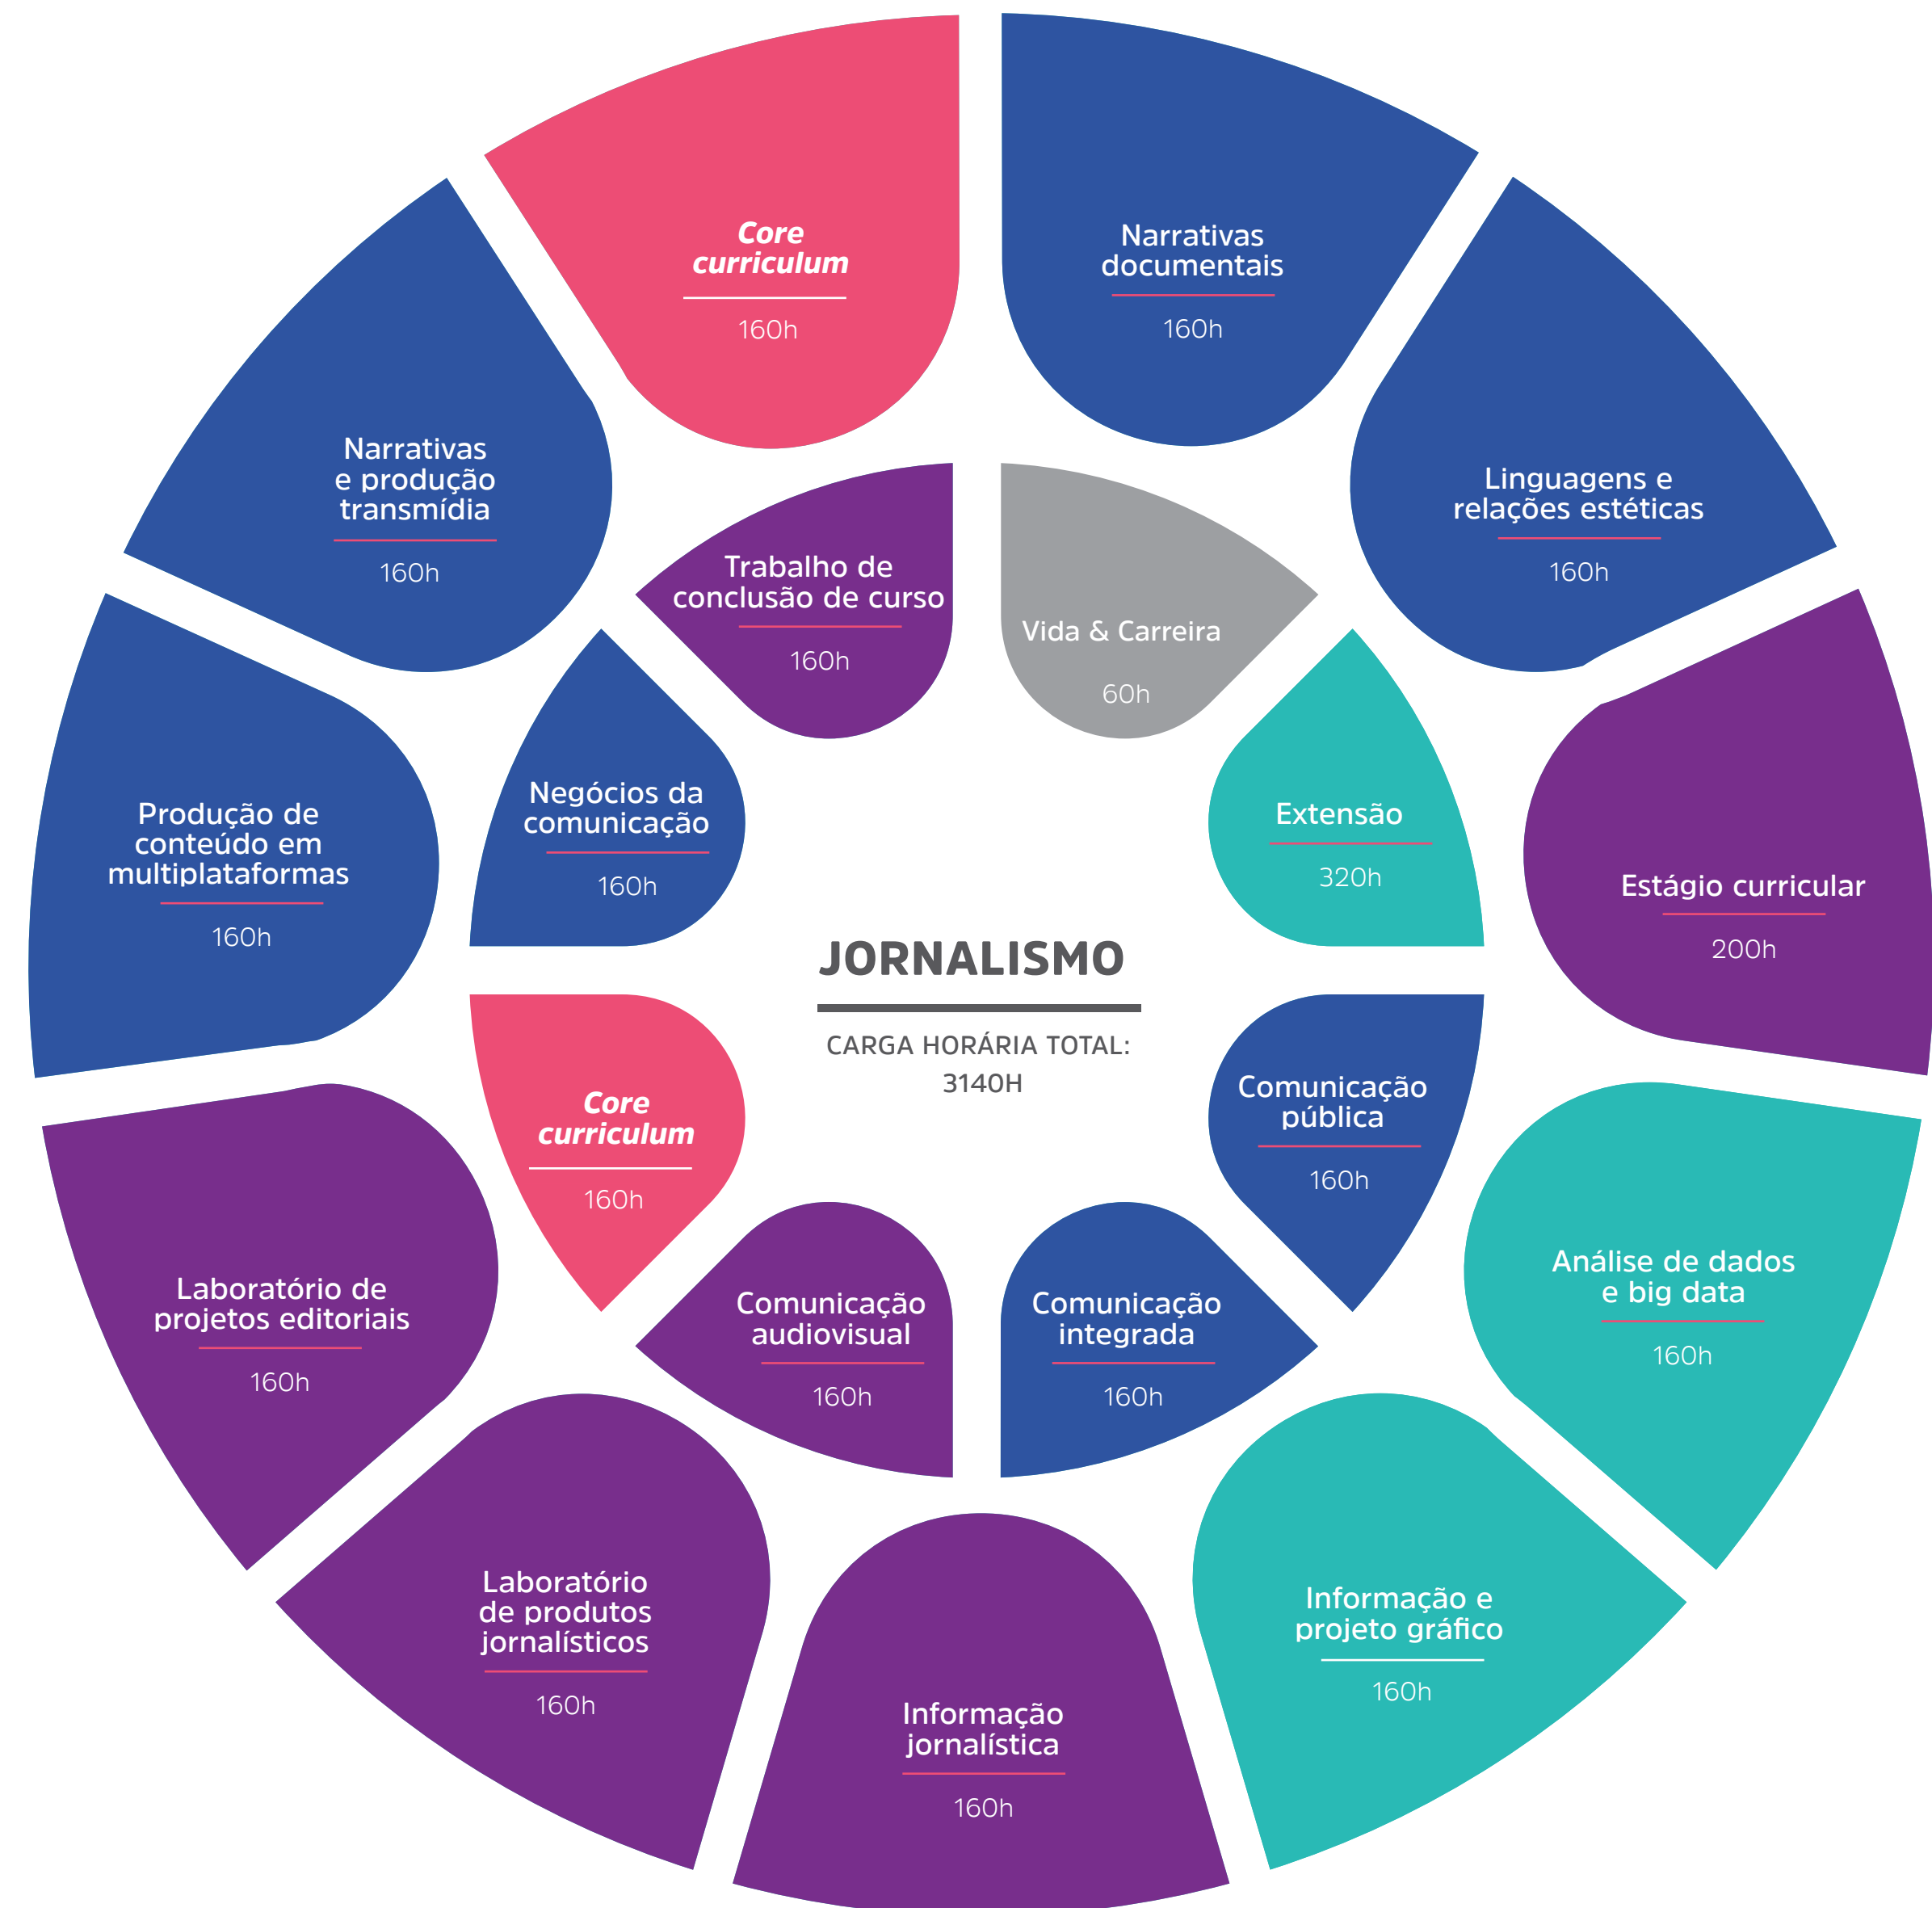 Core
curriculum
160h
Narrativas
documentais
160h
Linguagens e
relações estéticas
160h
Estágio curricular
200h
Análise de dados
e big data
160h
Informação e
projeto gráfico
160h
Informação
jornalística
160h
Laboratório
de produtos
jornalísticos
160h
Laboratório de
projetos editoriais
160h
Produção de
conteúdo em
multiplataformas
160h
Narrativas
e produção
transmídia
160h
Trabalho de
conclusão de curso
160h
Vida & Carreira
60h
Extensão
320h
Comunicação
pública
160h
Comunicação
integrada
160h
Comunicação
audiovisual
160h
Core
curriculum
160h
Negócios da
comunicação
160h
JORNALISMO
CARGA HORÁRIA TOTAL:
3140H